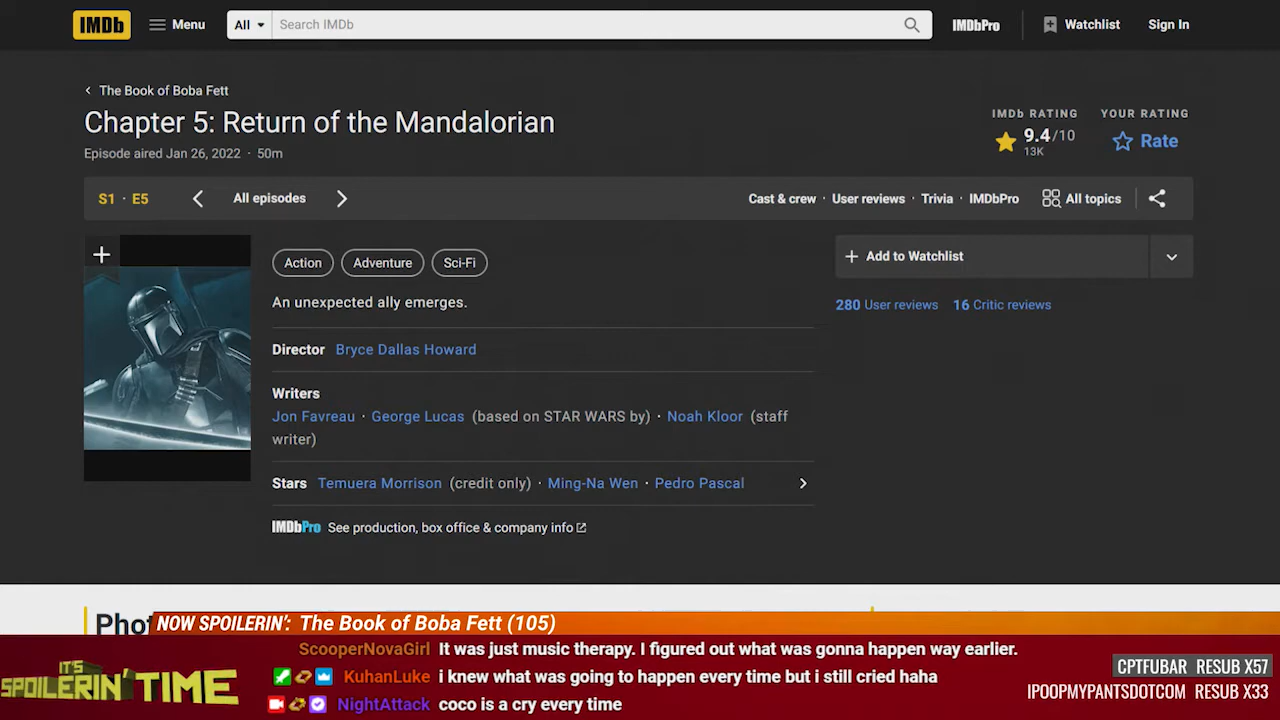 IMDb Menu All Search IMDb IMDbPro Watchlist Sign In
The Book of Boba Fett
Chapter 5: Return of the Mandalorian
Episode aired Jan 26, 2022 · 50m
IMDb RATING YOUR RATING
9.4/10 Rate
13K
S1 · E5 All episodes Cast & crew · User reviews · Trivia · IMDbPro All topics
+
Action Adventure Sci-Fi
+ Add to Watchlist
An unexpected ally emerges.
280 User reviews 16 Critic reviews
Director Bryce Dallas Howard
Writers
Jon Favreau · George Lucas (based on STAR WARS by) · Noah Kloor (staff
writer)
Stars Temuera Morrison (credit only) · Ming-Na Wen · Pedro Pascal
IMDbPro See production, box office & company info
Phot
NOW SPOILERIN': The Book of Boba Fett (105)
IT'S
SPOILERIN' TIME
ScooperNovaGirl It was just music therapy. I figured out what was gonna happen way earlier.
KuhanLuke i knew what was going to happen every time but i still cried haha
NightAttack coco is a cry every time
CPTFUBAR RESUB X57
IPOOPMYPANTSDOTCOM RESUB X33